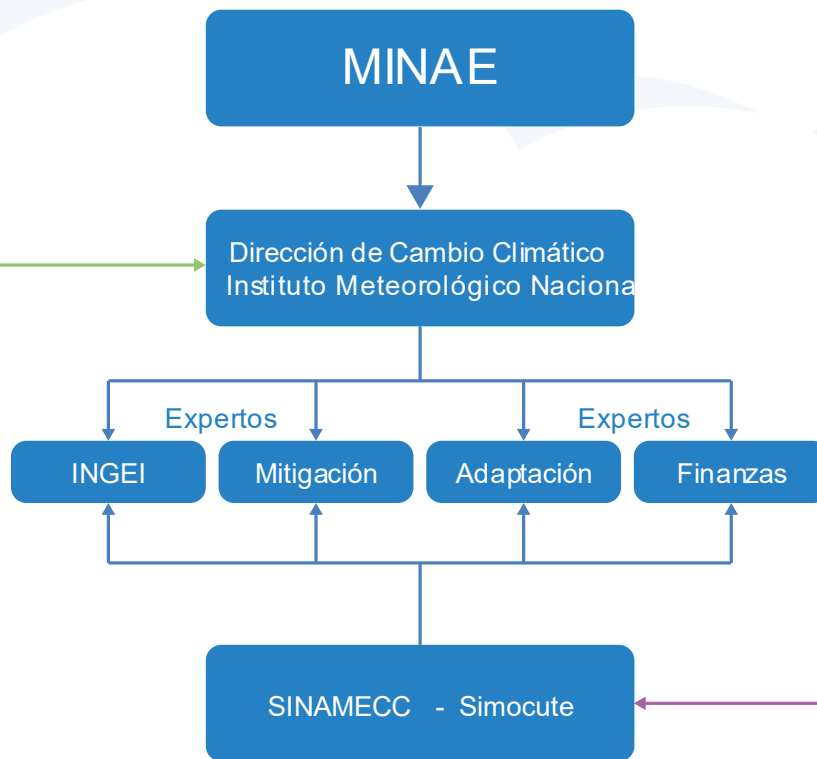 MINAE
Dirección de Cambio Climático
Instituto Meteorológico Naciona
Expertos
Expertos
INGEI
Mitigación
Adaptación
Finanzas
SINAMECC - Simocute